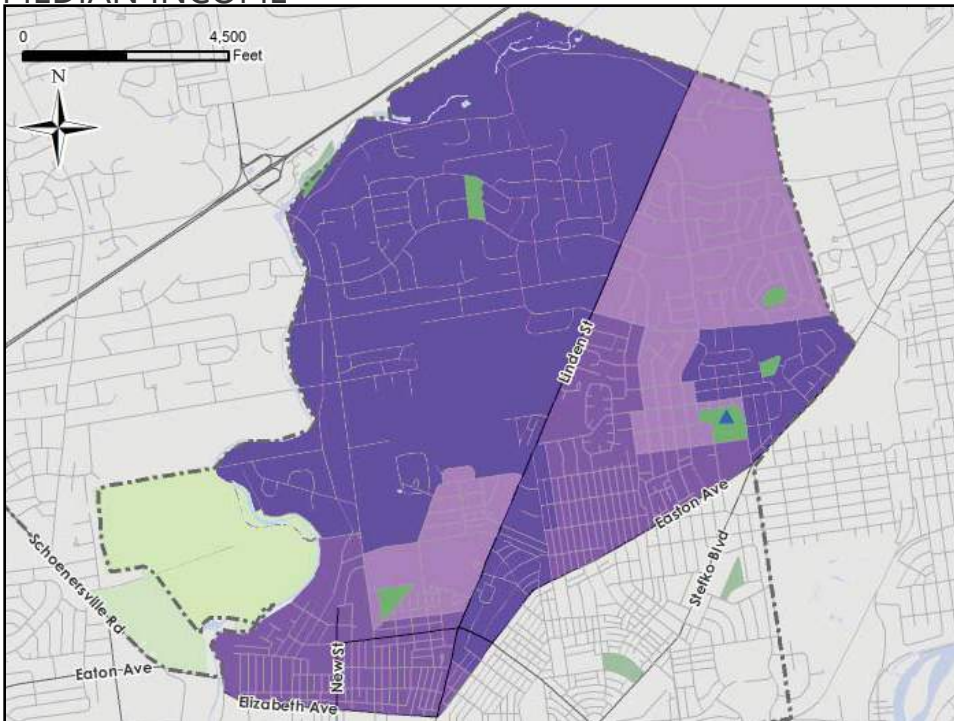 MEDIAN INCOME
0 4,500
Feet
N
Linden St
Easton Ave
Stefko Blvd
Schoenersville Rd
Eaton Ave
New St
Elizabeth Ave